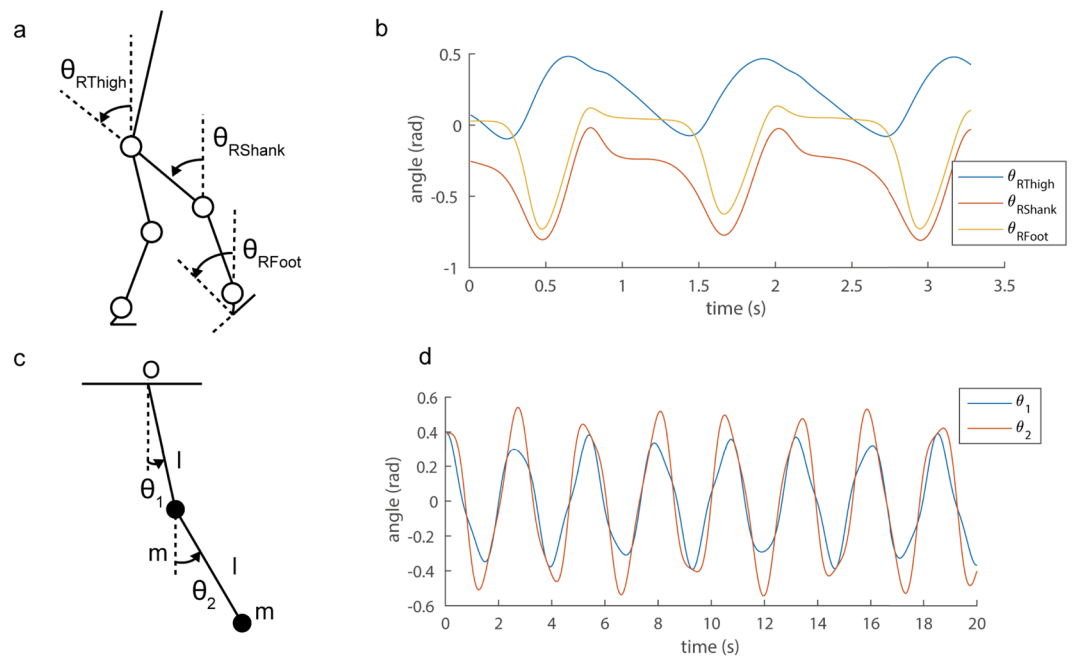 a
θRThigh
θRShank
θRFoot
b
0.5
0
-0.5
-1
angle (rad)
0 0.5 1 1.5 2 2.5 3 3.5
time (s)
θRThigh
θRShank
θRFoot
c
O
l
θ1
m
l
θ2
m
d
0.6
0.4
0.2
0
-0.2
-0.4
-0.6
angle (rad)
0 2 4 6 8 10 12 14 16 18 20
time (s)
θ1
θ2